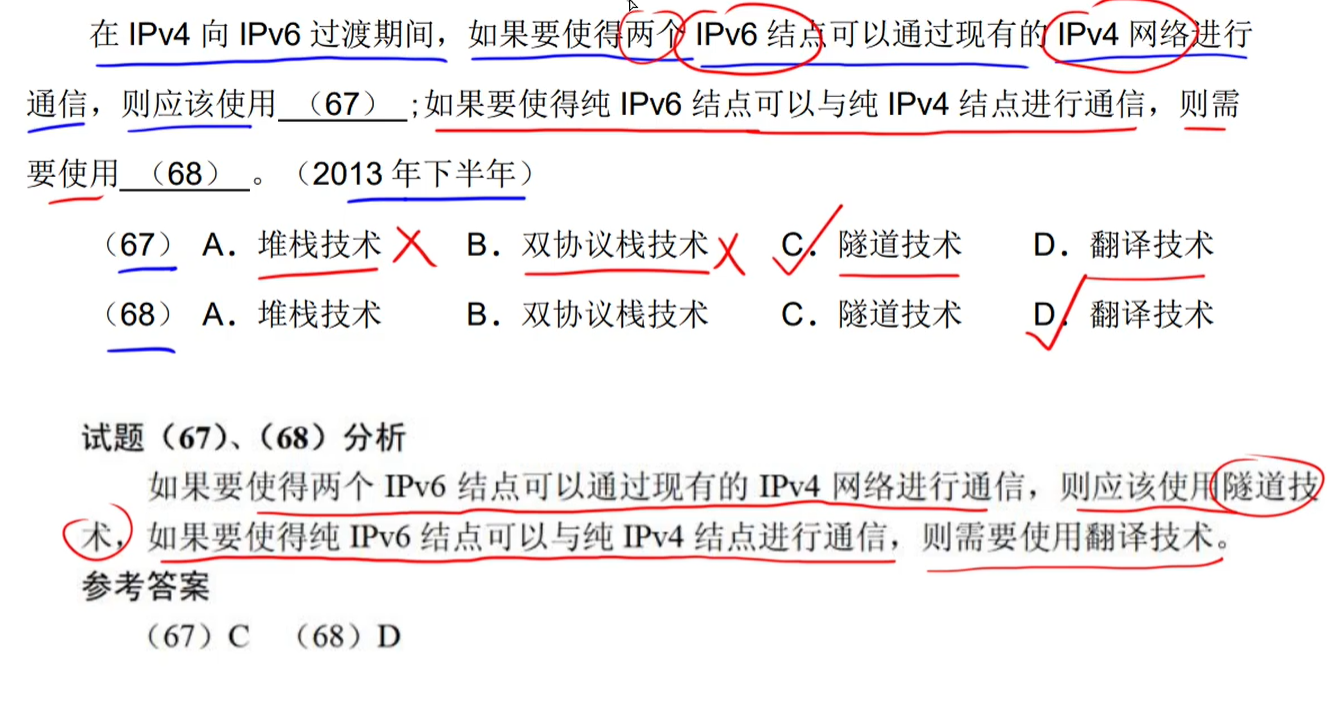 在 IPv4 向 IPv6 过渡期间，如果要使得两个 IPv6 结点可以通过现有的 IPv4 网络进行
通信，则应该使用 （67） ;如果要使得纯 IPv6 结点可以与纯 IPv4 结点进行通信，则需
要使用 （68） 。（2013 年下半年）
（67） A．堆栈技术 B．双协议栈技术 C．隧道技术 D．翻译技术
（68） A．堆栈技术 B．双协议栈技术 C．隧道技术 D．翻译技术
试题（67）、（68）分析
如果要使得两个 IPv6 结点可以通过现有的 IPv4 网络进行通信，则应该使用隧道技
术，如果要使得纯 IPv6 结点可以与纯 IPv4 结点进行通信，则需要使用翻译技术。
参考答案
（67）C （68）D